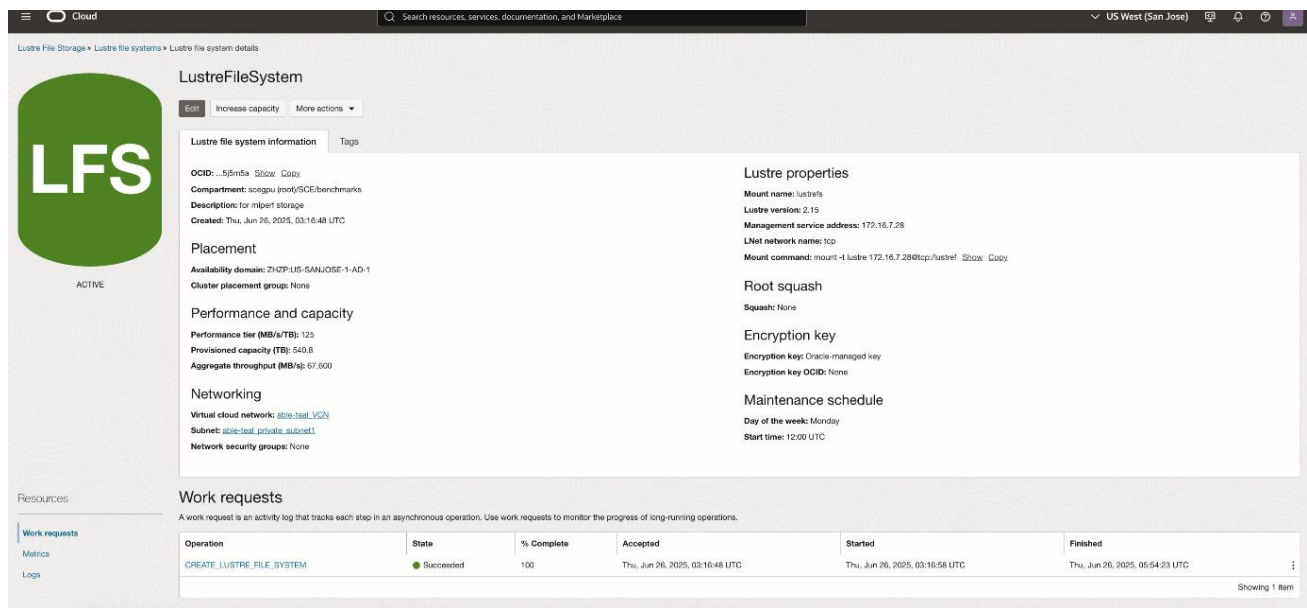 Cloud
Search resources, services, documentation, and Marketplace
US West (San Jose)
Lustre File Storage » Lustre file systems » Lustre file system details
LustreFileSystem
Edit
Increase capacity
More actions
LFS
ACTIVE
Lustre file system information
Tags
OCID: ...5j5m5a Show Copy
Compartment: scegpu (root)/SCE/benchmarks
Description: for mlperf storage
Created: Thu, Jun 26, 2025, 03:16:48 UTC
Placement
Availability domain: ZHZP:US-SANJOSE-1-AD-1
Cluster placement group: None
Performance and capacity
Performance tier (MB/s/TB): 125
Provisioned capacity (TB): 540.8
Aggregate throughput (MB/s): 67,600
Networking
Virtual cloud network: able-teal_VCN
Subnet: able-teal_private_subnet1
Network security groups: None
Lustre properties
Mount name: lustrefs
Lustre version: 2.15
Management service address: 172.16.7.28
LNet network name: tcp
Mount command: mount -t lustre 172.16.7.28@tcp:/lustref Show Copy
Root squash
Squash: None
Encryption key
Encryption key: Oracle-managed key
Encryption key OCID: None
Maintenance schedule
Day of the week: Monday
Start time: 12:00 UTC
Resources
Work requests
Metrics
Logs
Work requests
A work request is an activity log that tracks each step in an asynchronous operation. Use work requests to monitor the progress of long-running operations.
Operation State % Complete Accepted Started Finished
CREATE_LUSTRE_FILE_SYSTEM Succeeded 100 Thu, Jun 26, 2025, 03:16:48 UTC Thu, Jun 26, 2025, 03:16:58 UTC Thu, Jun 26, 2025, 05:54:23 UTC
Showing 1 item